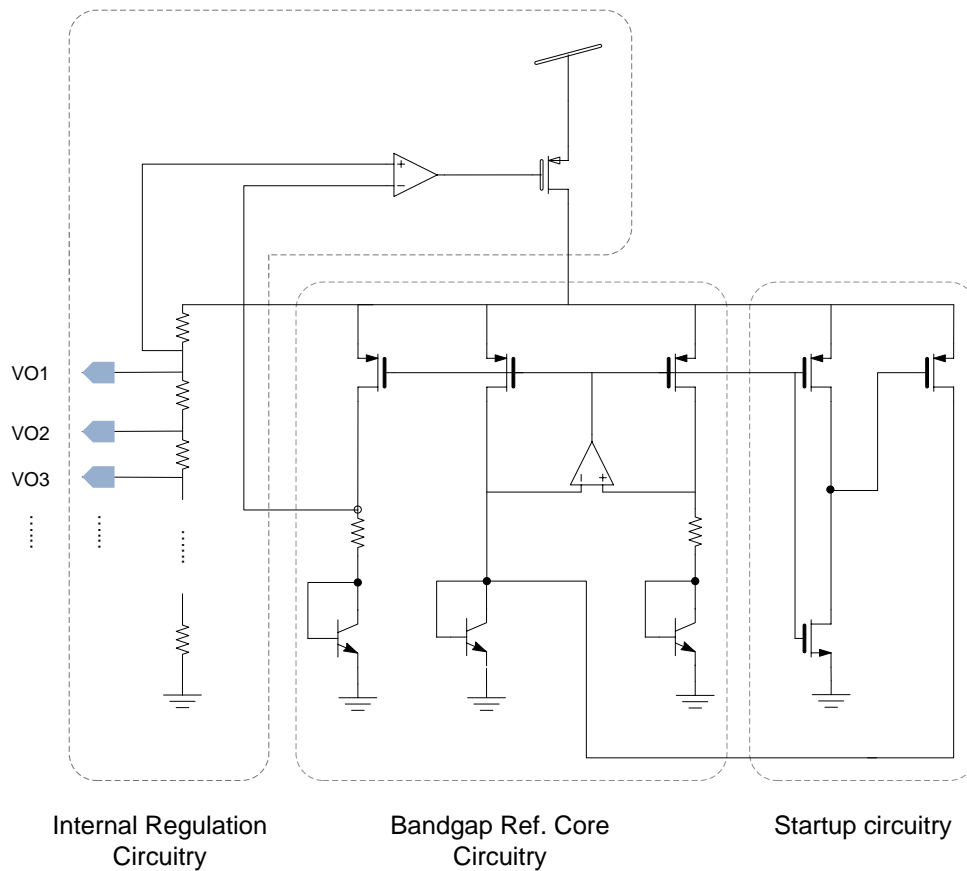 +
−
VO1
VO2
VO3
− +
Internal Regulation
Circuitry
Bandgap Ref. Core
Circuitry
Startup circuitry